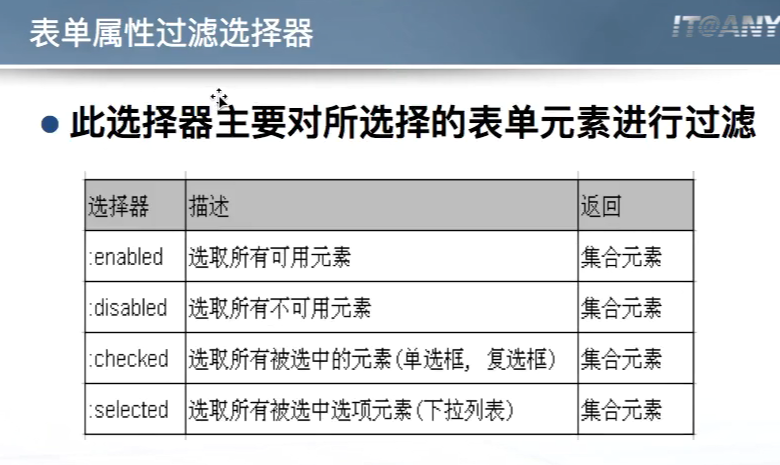 表单属性过滤选择器
IT@ANY
此选择器主要对所选择的表单元素进行过滤
选择器 描述 返回
:enabled 选取所有可用元素 集合元素
:disabled 选取所有不可用元素 集合元素
:checked 选取所有被选中的元素(单选框, 复选框) 集合元素
:selected 选取所有被选中选项元素(下拉列表) 集合元素